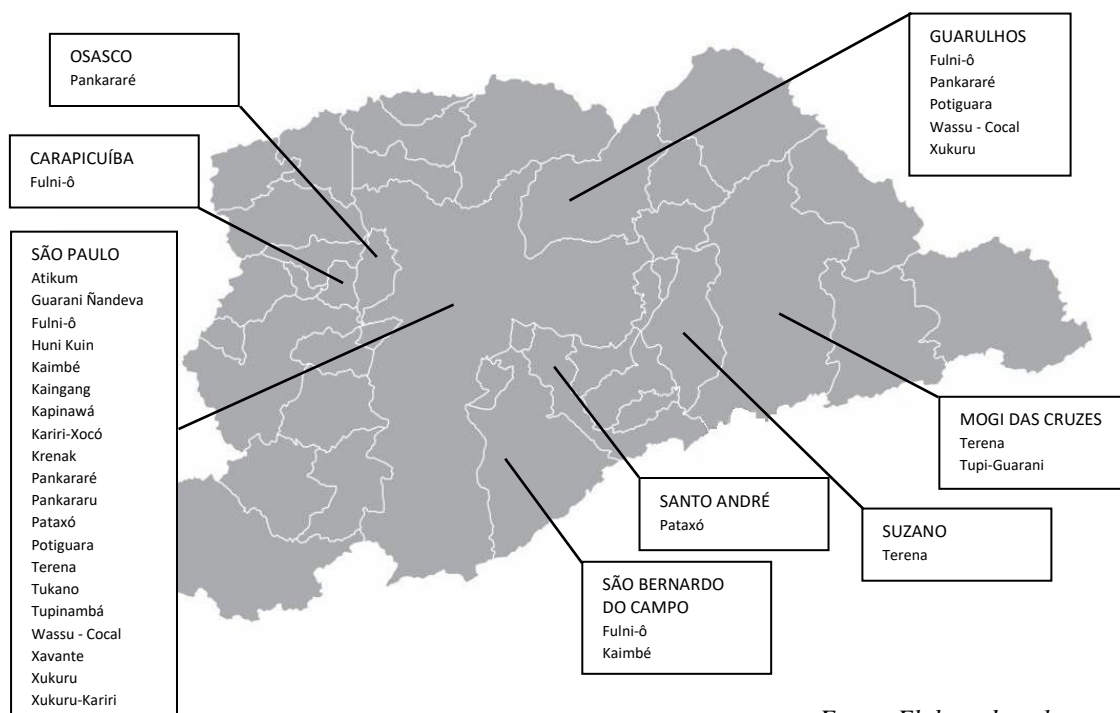 OSASCO
Pankararé
CARAPICUÍBA
Fulni-ô
SÃO PAULO
Atikum
Guarani Ñandeva
Fulni-ô
Huni Kuin
Kaimbé
Kaingang
Kapinawá
Kariri-Xocó
Krenak
Pankararé
Pankararu
Pataxó
Potiguara
Terena
Tukano
Tupinambá
Wassu - Cocal
Xavante
Xukuru
Xukuru-Kariri
GUARULHOS
Fulni-ô
Pankararé
Potiguara
Wassu - Cocal
Xukuru
MOGI DAS CRUZES
Terena
Tupi-Guarani
SANTO ANDRÉ
Pataxó
SUZANO
Terena
SÃO BERNARDO
DO CAMPO
Fulni-ô
Kaimbé